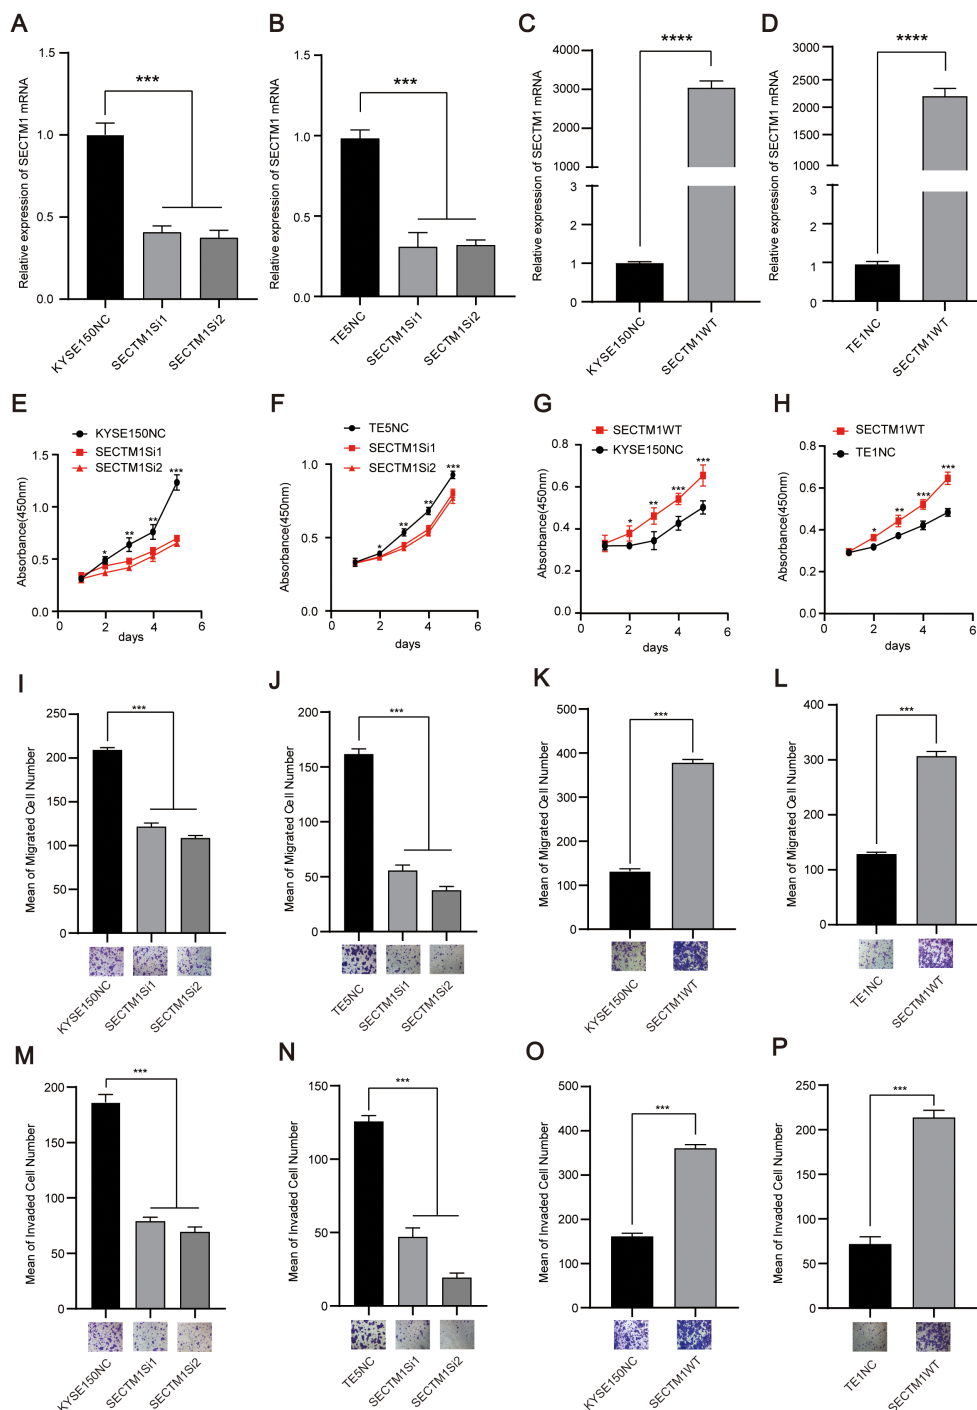 A
Relative expression of SECTM1 mRNA
1.5
1.0
0.5
0.0
***
KYSE150NC
SECTM1Si1
SECTM1Si2
B
Relative expression of SECTM1 mRNA
1.5
1.0
0.5
0.0
***
TE5NC
SECTM1Si1
SECTM1Si2
C
Relative expression of SECTM1 mRNA
4000
3000
2000
1000
3
2
1
0
****
KYSE150NC
SECTM1WT
D
Relative expression of SECTM1 mRNA
3000
2500
2000
1500
1000
3
2
1
0
****
TE1NC
SECTM1WT
E
KYSE150NC
SECTM1Si1
SECTM1Si2
Absorbance(450nm)
1.5
1.0
0.5
0.0
* ** ** ***
0 2 4 6
days
F
TE5NC
SECTM1Si1
SECTM1Si2
Absorbance(450nm)
1.0
0.5
0.0
* ** ** ***
0 2 4 6
days
G
SECTM1WT
KYSE150NC
Absorbance(450nm)
0.8
0.6
0.4
0.2
0.0
* ** *** ***
0 2 4 6
days
H
SECTM1WT
TE1NC
Absorbance(450nm)
0.8
0.6
0.4
0.2
0.0
* ** *** ***
0 2 4 6
days
I
Mean of Migrated Cell Number
250
200
150
100
50
0
***
KYSE150NC
SECTM1Si1
SECTM1Si2
J
Mean of Migrated Cell Number
200
150
100
50
0
***
TE5NC
SECTM1Si1
SECTM1Si2
K
Mean of Migrated Cell Number
500
400
300
200
100
0
***
KYSE150NC
SECTM1WT
L
Mean of Migrated Cell Number
400
300
200
100
0
***
TE1NC
SECTM1WT
M
Mean of Invaded Cell Number
200
150
100
50
0
***
KYSE150NC
SECTM1Si1
SECTM1Si2
N
Mean of Invaded Cell Number
150
100
50
0
***
TE5NC
SECTM1Si1
SECTM1Si2
O
Mean of Invaded Cell Number
500
400
300
200
100
0
***
KYSE150NC
SECTM1WT
P
Mean of Invaded Cell Number
250
200
150
100
50
0
***
TE1NC
SECTM1WT